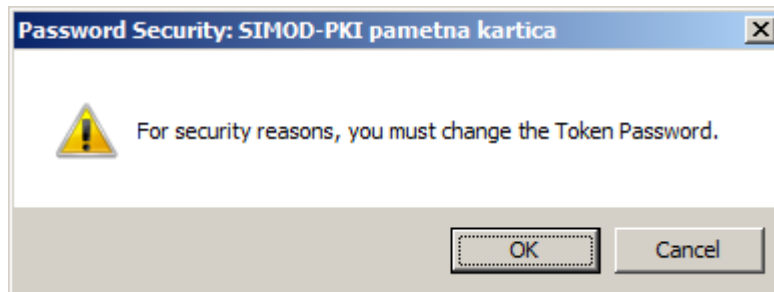 Password Security: SIMOD-PKI pametna kartica
For security reasons, you must change the Token Password.
OK
Cancel